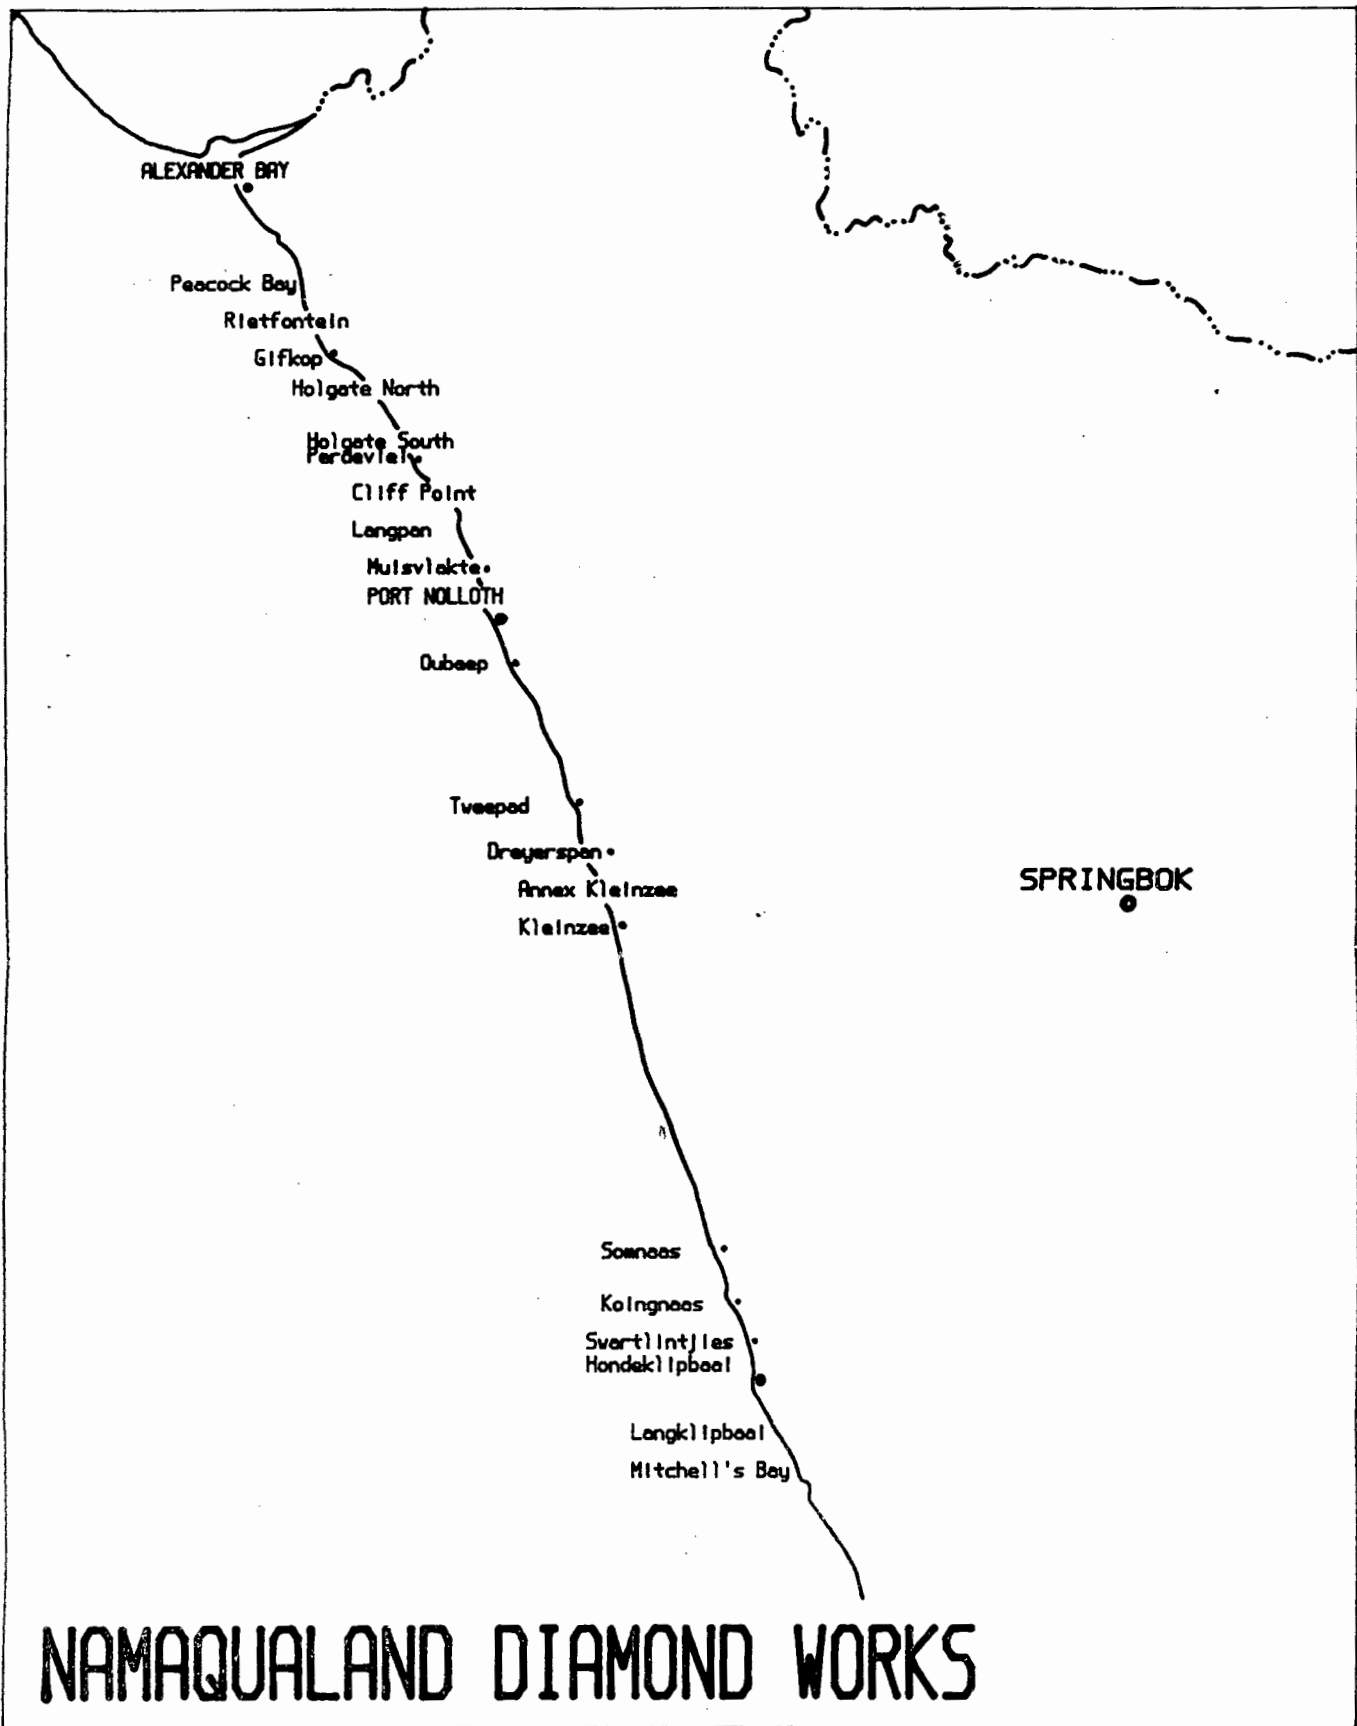 ALEXANDER BAY
Peacock Bay
Rietfontein
Gifkop
Holgate North
Holgate South
Perdevlei
Cliff Point
Langpan
Muisvlakte
PORT NOLLOTH
Oubeep
Tweepad
Dreyerspan
SPRINGBOK
Annex Kleinzee
Kleinzee
Somnaas
Koingnaas
Swartlintjies
Hondeklipbaai
Langklipbaai
Mitchell's Bay
NAMAQUALAND DIAMOND WORKS